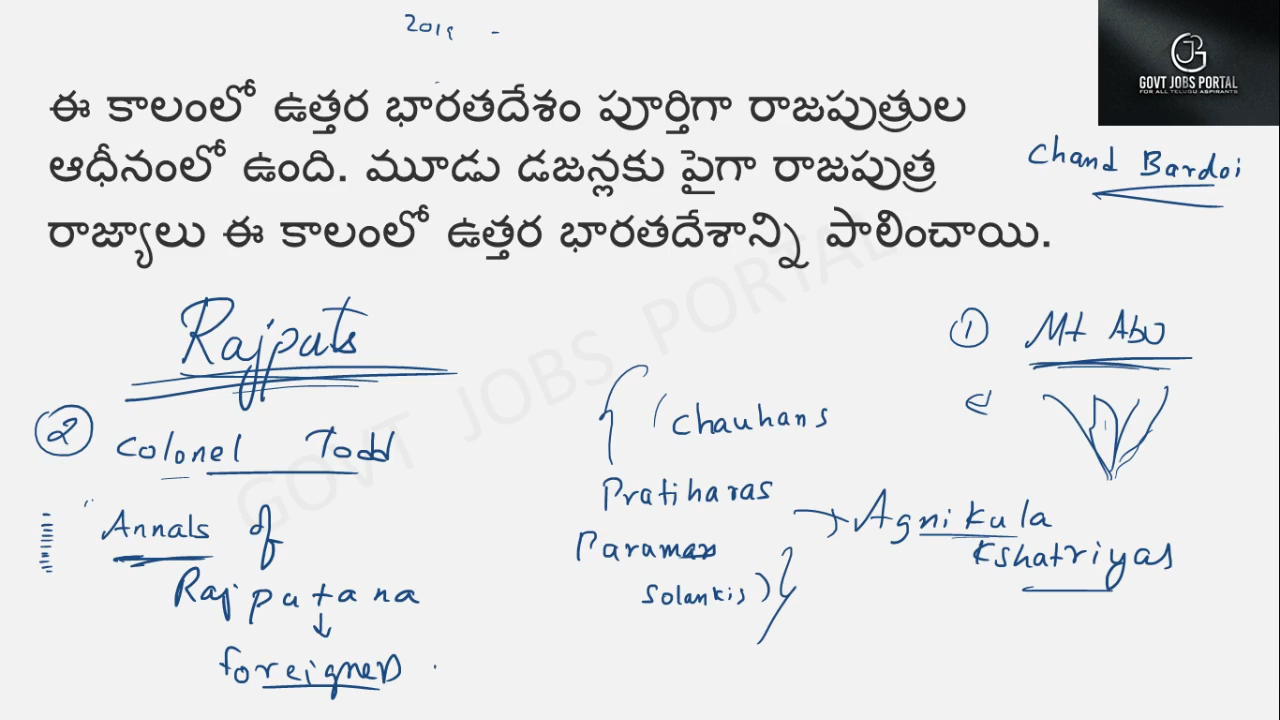 2019 -
GOVT JOBS PORTAL
FOR ALL TELUGU ASPIRANTS
ఈ కాలంలో ఉత్తర భారతదేశం పూర్తిగా రాజపుత్రుల
ఆధీనంలో ఉంది. మూడు డజన్లకు పైగా రాజపుత్ర
రాజ్యాలు ఈ కాలంలో ఉత్తర భారతదేశాన్ని పాలించాయి.
Chand Bardoi
Rajputs
① Mt Abu
② Colonel Todd
Annals of
Rajputana
foreigners
Chauhans
Pratiharas
Paramars
Solankis
Agnikula
Kshatriyas
GOVT JOBS PORTAL